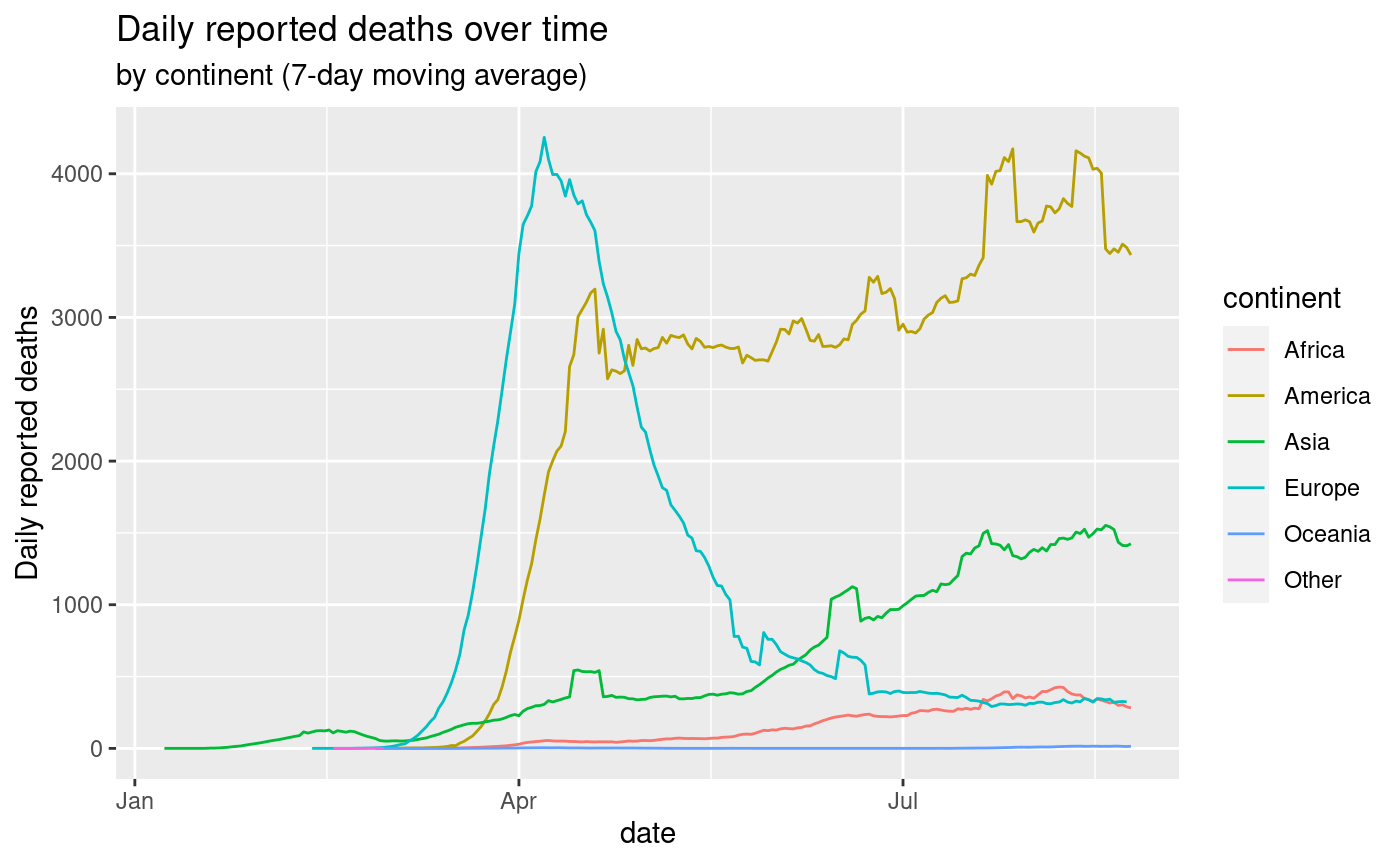 Daily reported deaths over time
by continent (7-day moving average)
Daily reported deaths
4000
3000
2000
1000
0
Jan
Apr
Jul
date
continent
Africa
America
Asia
Europe
Oceania
Other